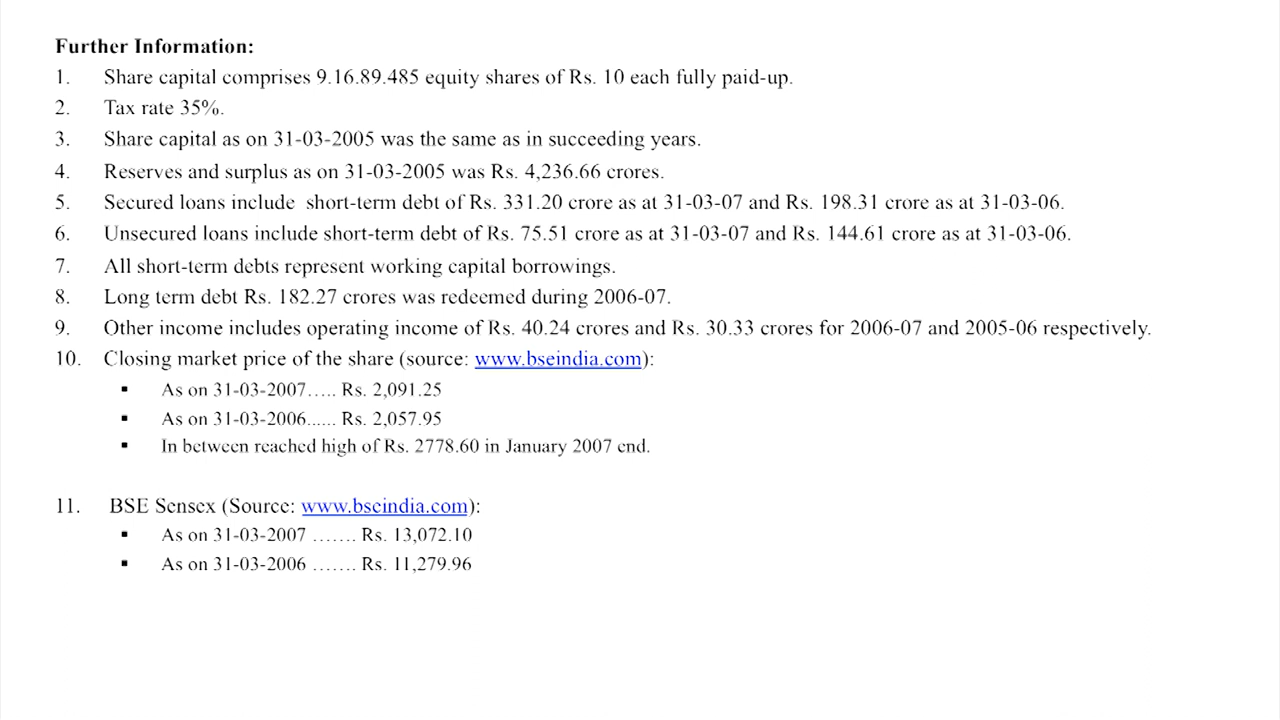 Further Information:
1. Share capital comprises 9.16.89.485 equity shares of Rs. 10 each fully paid-up.
2. Tax rate 35%.
3. Share capital as on 31-03-2005 was the same as in succeeding years.
4. Reserves and surplus as on 31-03-2005 was Rs. 4,236.66 crores.
5. Secured loans include short-term debt of Rs. 331.20 crore as at 31-03-07 and Rs. 198.31 crore as at 31-03-06.
6. Unsecured loans include short-term debt of Rs. 75.51 crore as at 31-03-07 and Rs. 144.61 crore as at 31-03-06.
7. All short-term debts represent working capital borrowings.
8. Long term debt Rs. 182.27 crores was redeemed during 2006-07.
9. Other income includes operating income of Rs. 40.24 crores and Rs. 30.33 crores for 2006-07 and 2005-06 respectively.
10. Closing market price of the share (source: www.bseindia.com):
▪ As on 31-03-2007….. Rs. 2,091.25
▪ As on 31-03-2006...... Rs. 2,057.95
▪ In between reached high of Rs. 2778.60 in January 2007 end.
11. BSE Sensex (Source: www.bseindia.com):
▪ As on 31-03-2007 ……. Rs. 13,072.10
▪ As on 31-03-2006 ……. Rs. 11,279.96